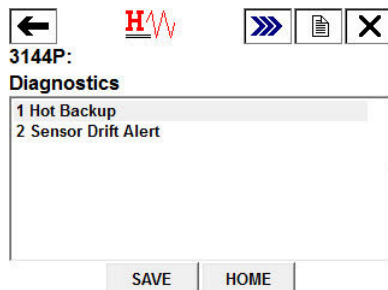 H
3144P:
Diagnostics
1 Hot Backup
2 Sensor Drift Alert
SAVE HOME